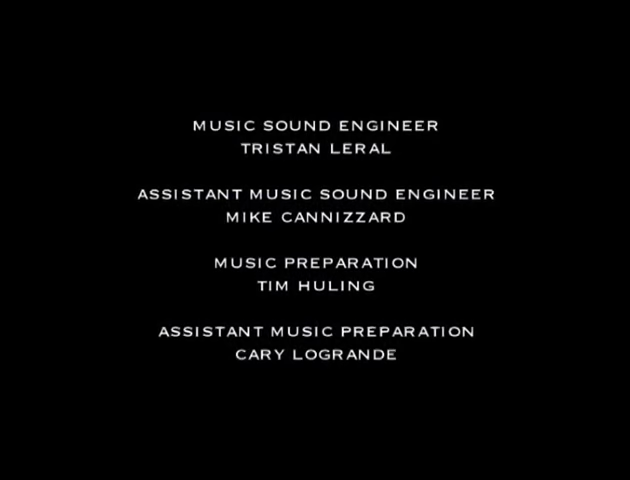 MUSIC SOUND ENGINEER
TRISTAN LERAL
ASSISTANT MUSIC SOUND ENGINEER
MIKE CANNIZZARD
MUSIC PREPARATION
TIM HULING
ASSISTANT MUSIC PREPARATION
CARY LOGRANDE